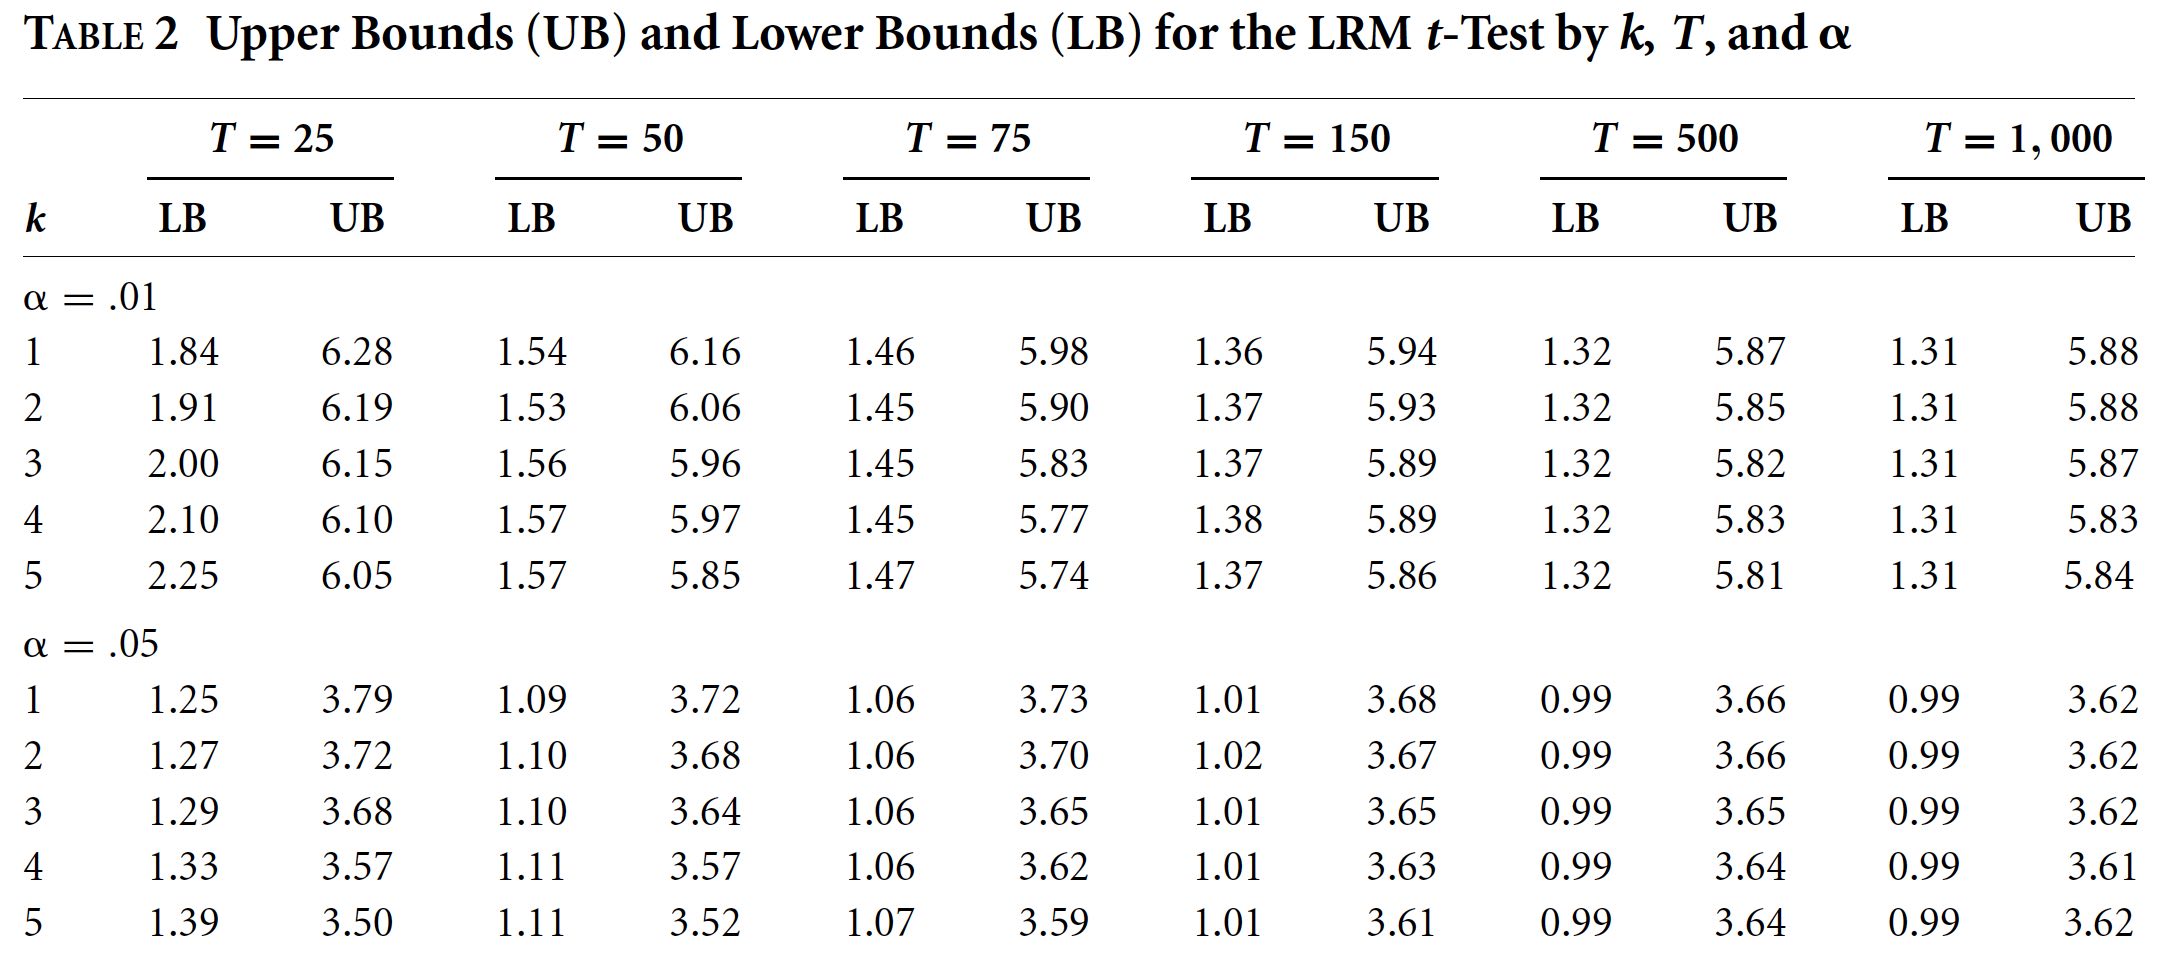 TABLE 2 Upper Bounds (UB) and Lower Bounds (LB) for the LRM t-Test by k, T, and α
T = 25 T = 50 T = 75 T = 150 T = 500 T = 1, 000
k LB UB LB UB LB UB LB UB LB UB LB UB
α = .01
1 1.84 6.28 1.54 6.16 1.46 5.98 1.36 5.94 1.32 5.87 1.31 5.88
2 1.91 6.19 1.53 6.06 1.45 5.90 1.37 5.93 1.32 5.85 1.31 5.88
3 2.00 6.15 1.56 5.96 1.45 5.83 1.37 5.89 1.32 5.82 1.31 5.87
4 2.10 6.10 1.57 5.97 1.45 5.77 1.38 5.89 1.32 5.83 1.31 5.83
5 2.25 6.05 1.57 5.85 1.47 5.74 1.37 5.86 1.32 5.81 1.31 5.84
α = .05
1 1.25 3.79 1.09 3.72 1.06 3.73 1.01 3.68 0.99 3.66 0.99 3.62
2 1.27 3.72 1.10 3.68 1.06 3.70 1.02 3.67 0.99 3.66 0.99 3.62
3 1.29 3.68 1.10 3.64 1.06 3.65 1.01 3.65 0.99 3.65 0.99 3.62
4 1.33 3.57 1.11 3.57 1.06 3.62 1.01 3.63 0.99 3.64 0.99 3.61
5 1.39 3.50 1.11 3.52 1.07 3.59 1.01 3.61 0.99 3.64 0.99 3.62